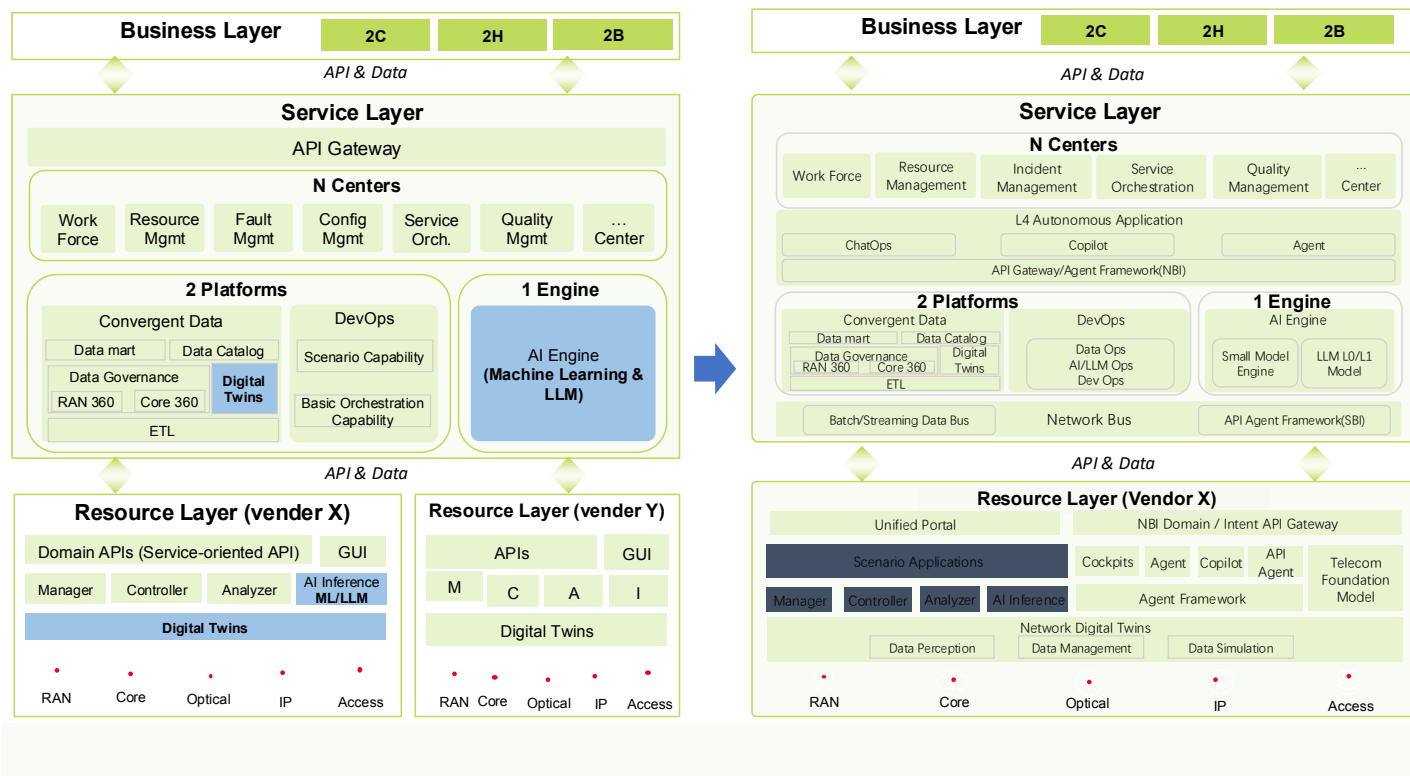 Business Layer
2C
2H
2B
API & Data
Service Layer
API Gateway
N Centers
Work
Force
Resource
Mgmt
Fault
Mgmt
Config
Mgmt
Service
Orch.
Quality
Mgmt
...
Center
2 Platforms
Convergent Data
Data mart
Data Catalog
Data Governance
RAN 360
Core 360
Digital
Twins
ETL
DevOps
Scenario Capability
Basic Orchestration
Capability
1 Engine
AI Engine
(Machine Learning &
LLM)
API & Data
Resource Layer (vender X)
Domain APIs (Service-oriented API)
GUI
Manager
Controller
Analyzer
AI Inference
ML/LLM
Digital Twins
RAN
Core
Optical
IP
Access
Resource Layer (vender Y)
APIs
GUI
M
C
A
I
Digital Twins
RAN
Core
Optical
IP
Access
Business Layer
2C
2H
2B
API & Data
Service Layer
N Centers
Work Force
Resource
Management
Incident
Management
Service
Orchestration
Quality
Management
...
Center
L4 Autonomous Application
ChatOps
Copilot
Agent
API Gateway/Agent Framework(NBI)
2 Platforms
Convergent Data
Data mart
Data Catalog
Data Governance
RAN 360
Core 360
Digital
Twins
ETL
DevOps
Data Ops
AI/LLM Ops
Dev Ops
1 Engine
AI Engine
Small Model
Engine
LLM L0/L1
Model
Batch/Streaming Data Bus
Network Bus
API Agent Framework(SBI)
API & Data
Resource Layer (Vendor X)
Unified Portal
NBI Domain / Intent API Gateway
Scenario Applications
Cockpits
Agent
Copilot
API
Agent
Telecom
Foundation
Model
Manager
Controller
Analyzer
AI Inference
Agent Framework
Network Digital Twins
Data Perception
Data Management
Data Simulation
RAN
Core
Optical
IP
Access